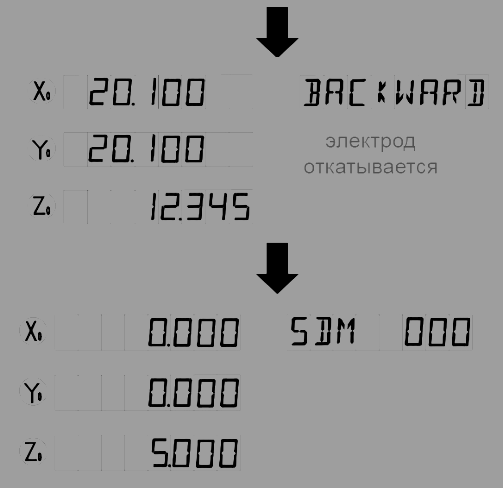 X₀ 20.100 BACKWARD
Y₀ 20.100 электрод
откатывается
Z₀ 12.345
X₀ 0.000 SDM 000
Y₀ 0.000
Z₀ 5.000